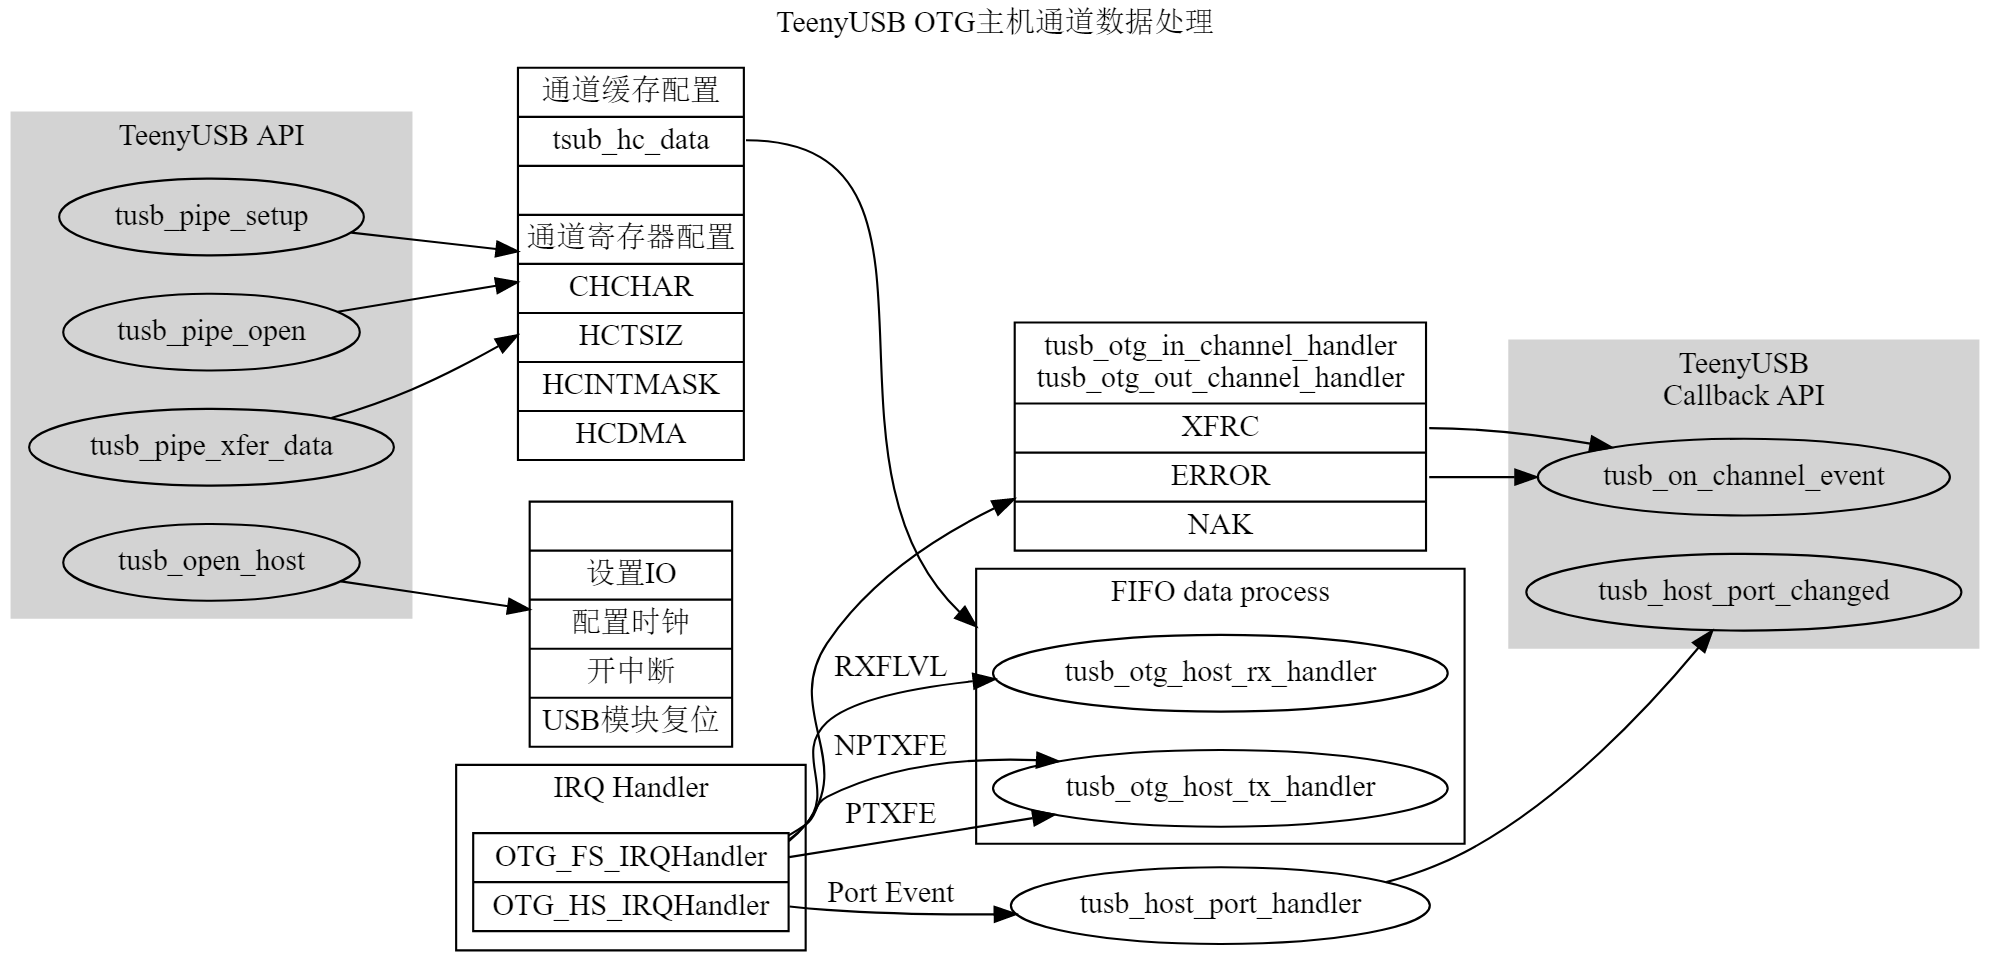 TeenyUSB OTG主机通道数据处理
TeenyUSB API
tusb_pipe_setup
tusb_pipe_open
tusb_pipe_xfer_data
tusb_open_host
通道缓存配置
tsub_hc_data
通道寄存器配置
CHCHAR
HCTSIZ
HCINTMASK
HCDMA
设置IO
配置时钟
开中断
USB模块复位
IRQ Handler
OTG_FS_IRQHandler
OTG_HS_IRQHandler
RXFLVL
NPTXFE
PTXFE
Port Event
tusb_otg_in_channel_handler
tusb_otg_out_channel_handler
XFRC
ERROR
NAK
FIFO data process
tusb_otg_host_rx_handler
tusb_otg_host_tx_handler
tusb_host_port_handler
TeenyUSB
Callback API
tusb_on_channel_event
tusb_host_port_changed